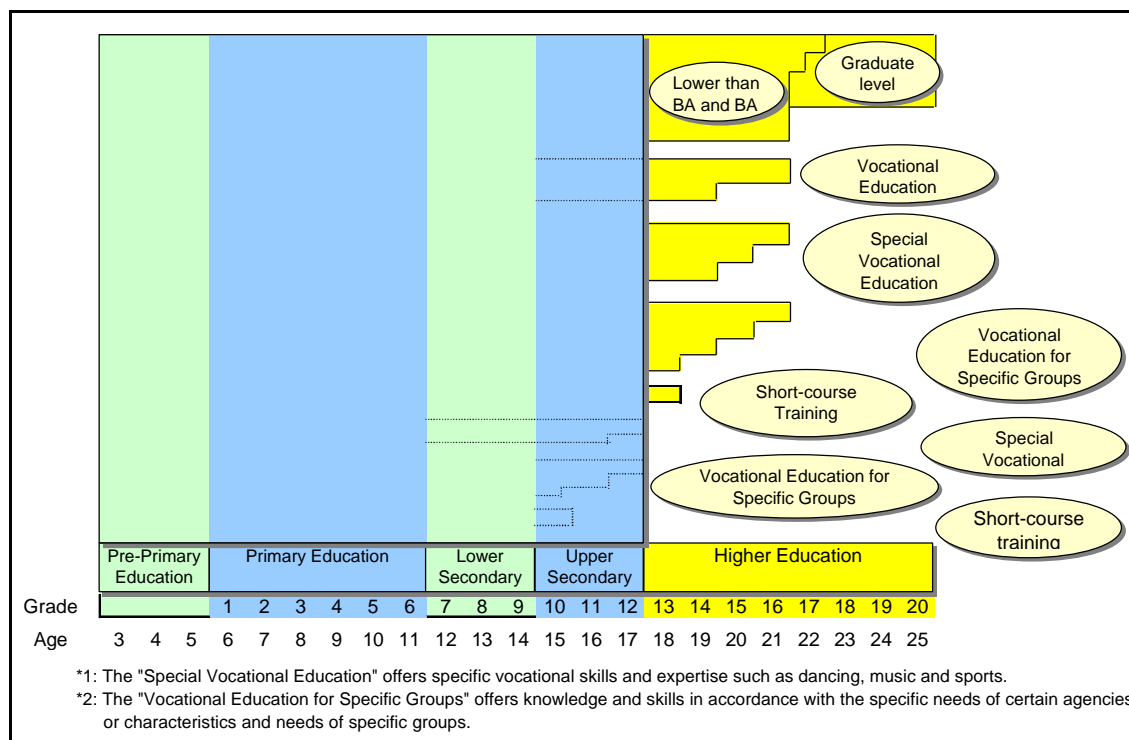 Lower than
BA and BA
Graduate
level
Vocational
Education
Special
Vocational
Education
Vocational
Education for
Specific Groups
Short-course
Training
Special
Vocational
Vocational Education for
Specific Groups
Short-course
training
Pre-Primary
Education
Primary Education
Lower
Secondary
Upper
Secondary
Higher Education
Grade 1 2 3 4 5 6 7 8 9 10 11 12 13 14 15 16 17 18 19 20
Age 3 4 5 6 7 8 9 10 11 12 13 14 15 16 17 18 19 20 21 22 23 24 25
*1: The "Special Vocational Education" offers specific vocational skills and expertise such as dancing, music and sports.
*2: The "Vocational Education for Specific Groups" offers knowledge and skills in accordance with the specific needs of certain agencies
or characteristics and needs of specific groups.